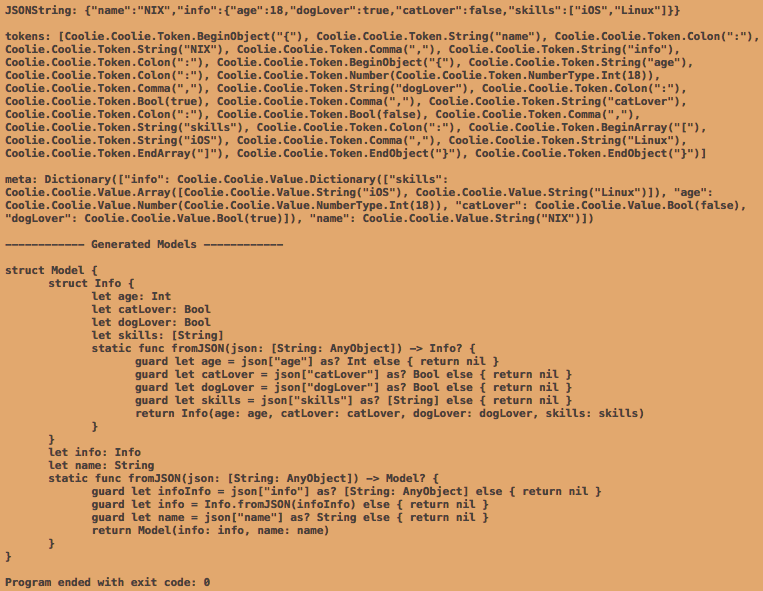 JSONString: {"name":"NIX","info":{"age":18,"dogLover":true,"catLover":false,"skills":["iOS","Linux"]}}
tokens: [Coolie.Coolie.Token.BeginObject("{"), Coolie.Coolie.Token.String("name"), Coolie.Coolie.Token.Colon(":"),
Coolie.Coolie.Token.String("NIX"), Coolie.Coolie.Token.Comma(","), Coolie.Coolie.Token.String("info"),
Coolie.Coolie.Token.Colon(":"), Coolie.Coolie.Token.BeginObject("{"), Coolie.Coolie.Token.String("age"),
Coolie.Coolie.Token.Colon(":"), Coolie.Coolie.Token.Number(Coolie.Coolie.Token.NumberType.Int(18)),
Coolie.Coolie.Token.Comma(","), Coolie.Coolie.Token.String("dogLover"), Coolie.Coolie.Token.Colon(":"),
Coolie.Coolie.Token.Bool(true), Coolie.Coolie.Token.Comma(","), Coolie.Coolie.Token.String("catLover"),
Coolie.Coolie.Token.Colon(":"), Coolie.Coolie.Token.Bool(false), Coolie.Coolie.Token.Comma(","),
Coolie.Coolie.Token.String("skills"), Coolie.Coolie.Token.Colon(":"), Coolie.Coolie.Token.BeginArray("["),
Coolie.Coolie.Token.String("iOS"), Coolie.Coolie.Token.Comma(","), Coolie.Coolie.Token.String("Linux"),
Coolie.Coolie.Token.EndArray("]"), Coolie.Coolie.Token.EndObject("}"), Coolie.Coolie.Token.EndObject("}")]
meta: Dictionary(["info": Coolie.Coolie.Value.Dictionary(["skills":
Coolie.Coolie.Value.Array([Coolie.Coolie.Value.String("iOS"), Coolie.Coolie.Value.String("Linux")]), "age":
Coolie.Coolie.Value.Number(Coolie.Coolie.Value.NumberType.Int(18)), "catLover": Coolie.Coolie.Value.Bool(false),
"dogLover": Coolie.Coolie.Value.Bool(true)]), "name": Coolie.Coolie.Value.String("NIX")])
———————————— Generated Models ————————————
struct Model {
struct Info {
let age: Int
let catLover: Bool
let dogLover: Bool
let skills: [String]
static func fromJSON(json: [String: AnyObject]) -> Info? {
guard let age = json["age"] as? Int else { return nil }
guard let catLover = json["catLover"] as? Bool else { return nil }
guard let dogLover = json["dogLover"] as? Bool else { return nil }
guard let skills = json["skills"] as? [String] else { return nil }
return Info(age: age, catLover: catLover, dogLover: dogLover, skills: skills)
}
}
let info: Info
let name: String
static func fromJSON(json: [String: AnyObject]) -> Model? {
guard let infoInfo = json["info"] as? [String: AnyObject] else { return nil }
guard let info = Info.fromJSON(infoInfo) else { return nil }
guard let name = json["name"] as? String else { return nil }
return Model(info: info, name: name)
}
}
Program ended with exit code: 0